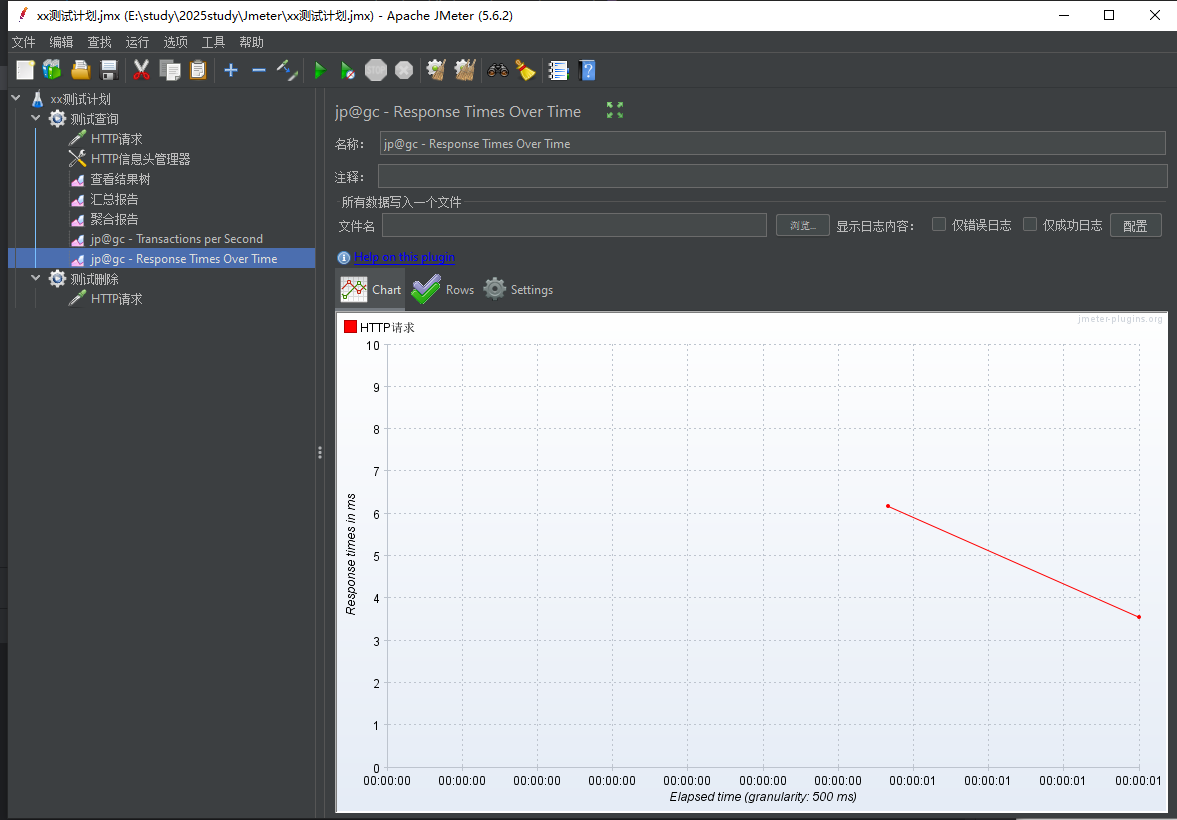 xx测试计划.jmx (E:\study\2025study\Jmeter\xx测试计划.jmx) - Apache JMeter (5.6.2)
文件 编辑 查找 运行 选项 工具 帮助
STOP
xx测试计划
测试查询
HTTP请求
HTTP信息头管理器
查看结果树
汇总报告
聚合报告
jp@gc - Transactions per Second
jp@gc - Response Times Over Time
测试删除
HTTP请求
jp@gc - Response Times Over Time
名称: jp@gc - Response Times Over Time
注释:
所有数据写入一个文件
文件名 浏览... 显示日志内容: 仅错误日志 仅成功日志 配置
Help on this plugin
Chart Rows Settings
HTTP请求
jmeter-plugins.org
10
9
8
7
6
5
4
3
2
1
0
Response times in ms
00:00:00 00:00:00 00:00:00 00:00:00 00:00:00 00:00:00 00:00:00 00:00:01 00:00:01 00:00:01 00:00:01
Elapsed time (granularity: 500 ms)